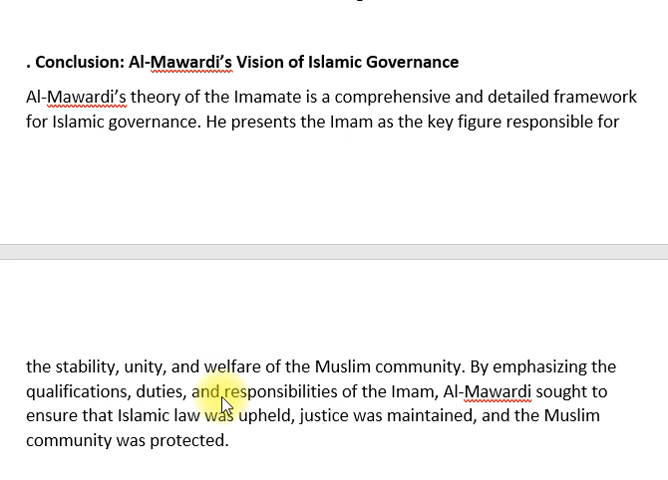 . Conclusion: Al-Mawardi’s Vision of Islamic Governance
Al-Mawardi’s theory of the Imamate is a comprehensive and detailed framework
for Islamic governance. He presents the Imam as the key figure responsible for
the stability, unity, and welfare of the Muslim community. By emphasizing the
qualifications, duties, and responsibilities of the Imam, Al-Mawardi sought to
ensure that Islamic law was upheld, justice was maintained, and the Muslim
community was protected.